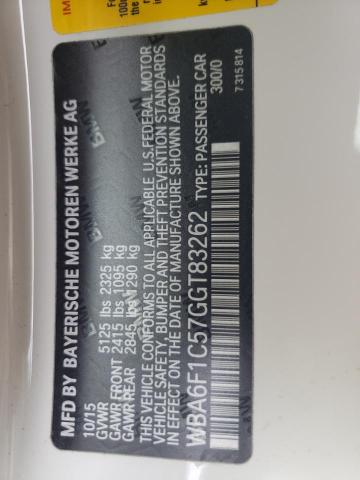 MFD BY BAYERISCHE MOTOREN WERKE AG
10/15
GVWR 5125 lbs 2325 kg
GAWR FRONT 2415 lbs 1095 kg
GAWR REAR 2845 lbs 1290 kg
THIS VEHICLE CONFORMS TO ALL APPLICABLE U.S.FEDERAL MOTOR
VEHICLE SAFETY, BUMPER AND THEFT PREVENTION STANDARDS
IN EFFECT ON THE DATE OF MANUFACTURE SHOWN ABOVE.
WBA6F1C57GGT83262 TYPE: PASSENGER CAR
300/0
7 315 814